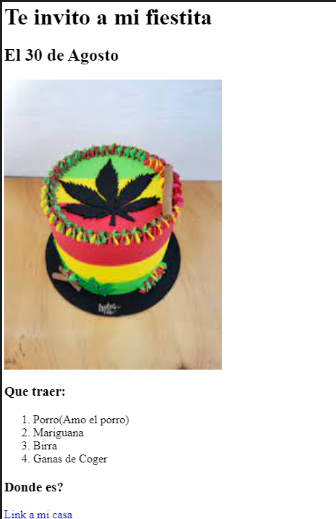 Te invito a mi fiestita
El 30 de Agosto
Que traer:
1. Porro(Amo el porro)
2. Mariguana
3. Birra
4. Ganas de Coger
Donde es?
Link a mi casa